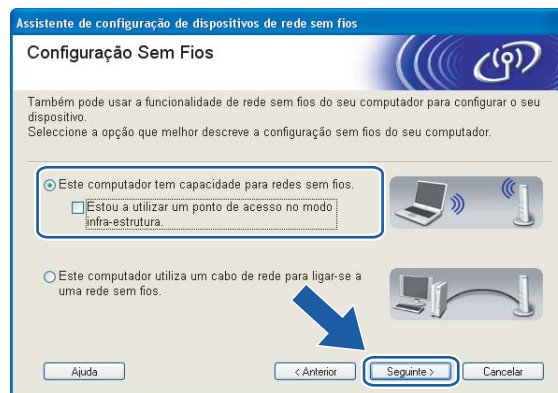 Assistente de configuração de dispositivos de rede sem fios
Configuração Sem Fios
Também pode usar a funcionalidade de rede sem fios do seu computador para configurar o seu
dispositivo.
Seleccione a opção que melhor descreve a configuração sem fios do seu computador.
Este computador tem capacidade para redes sem fios.
Estou a utilizar um ponto de acesso no modo
infra-estrutura.
Este computador utiliza um cabo de rede para ligar-se a
uma rede sem fios.
Ajuda
< Anterior
Seguinte >
Cancelar